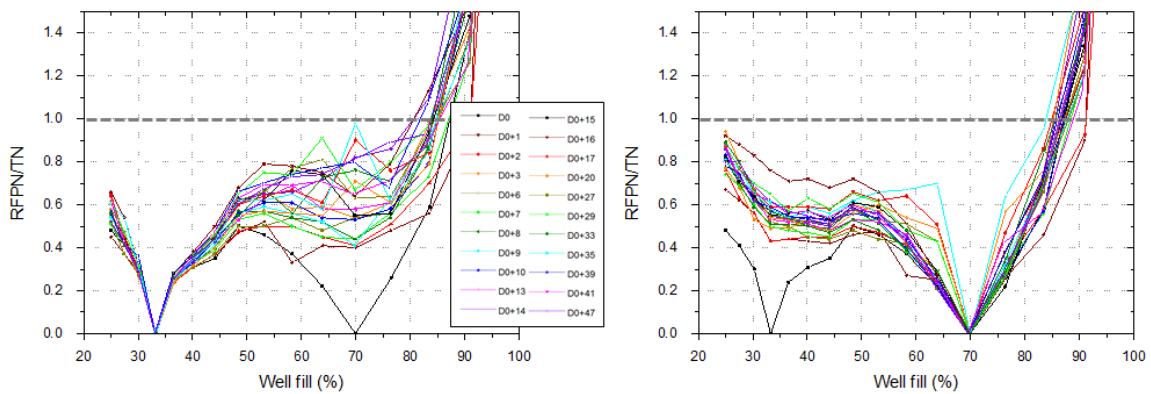 1.4
1.2
1.0
0.8
0.6
0.4
0.2
0.0
RFPN/TN
20 30 40 50 60 70 80 90 100
Well fill (%)
D0 D0+15
D0+1 D0+16
D0+2 D0+17
D0+3 D0+20
D0+6 D0+27
D0+7 D0+29
D0+8 D0+33
D0+9 D0+35
D0+10 D0+39
D0+13 D0+41
D0+14 D0+47
1.4
1.2
1.0
0.8
0.6
0.4
0.2
0.0
RFPN/TN
20 30 40 50 60 70 80 90 100
Well fill (%)